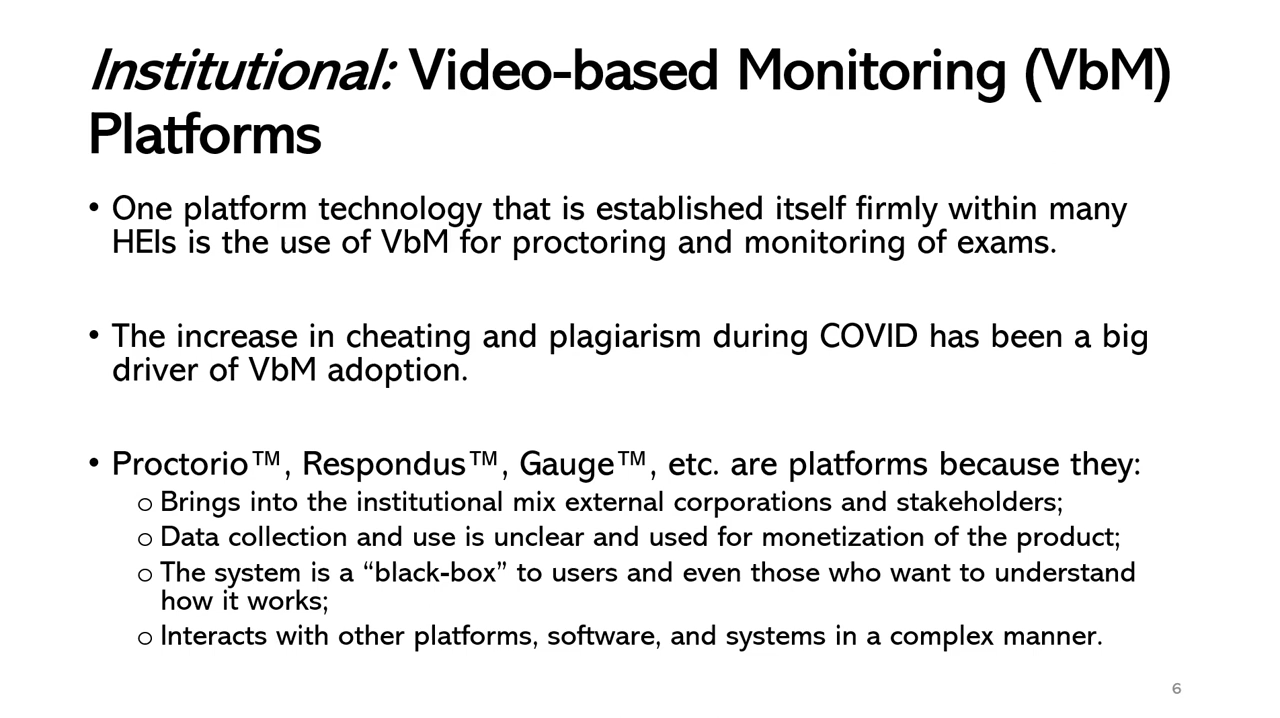 Institutional: Video-based Monitoring (VbM)
Platforms
• One platform technology that is established itself firmly within many
HEIs is the use of VbM for proctoring and monitoring of exams.
• The increase in cheating and plagiarism during COVID has been a big
driver of VbM adoption.
• Proctorio™, Respondus™, Gauge™, etc. are platforms because they:
o Brings into the institutional mix external corporations and stakeholders;
o Data collection and use is unclear and used for monetization of the product;
o The system is a “black-box” to users and even those who want to understand
how it works;
o Interacts with other platforms, software, and systems in a complex manner.
6